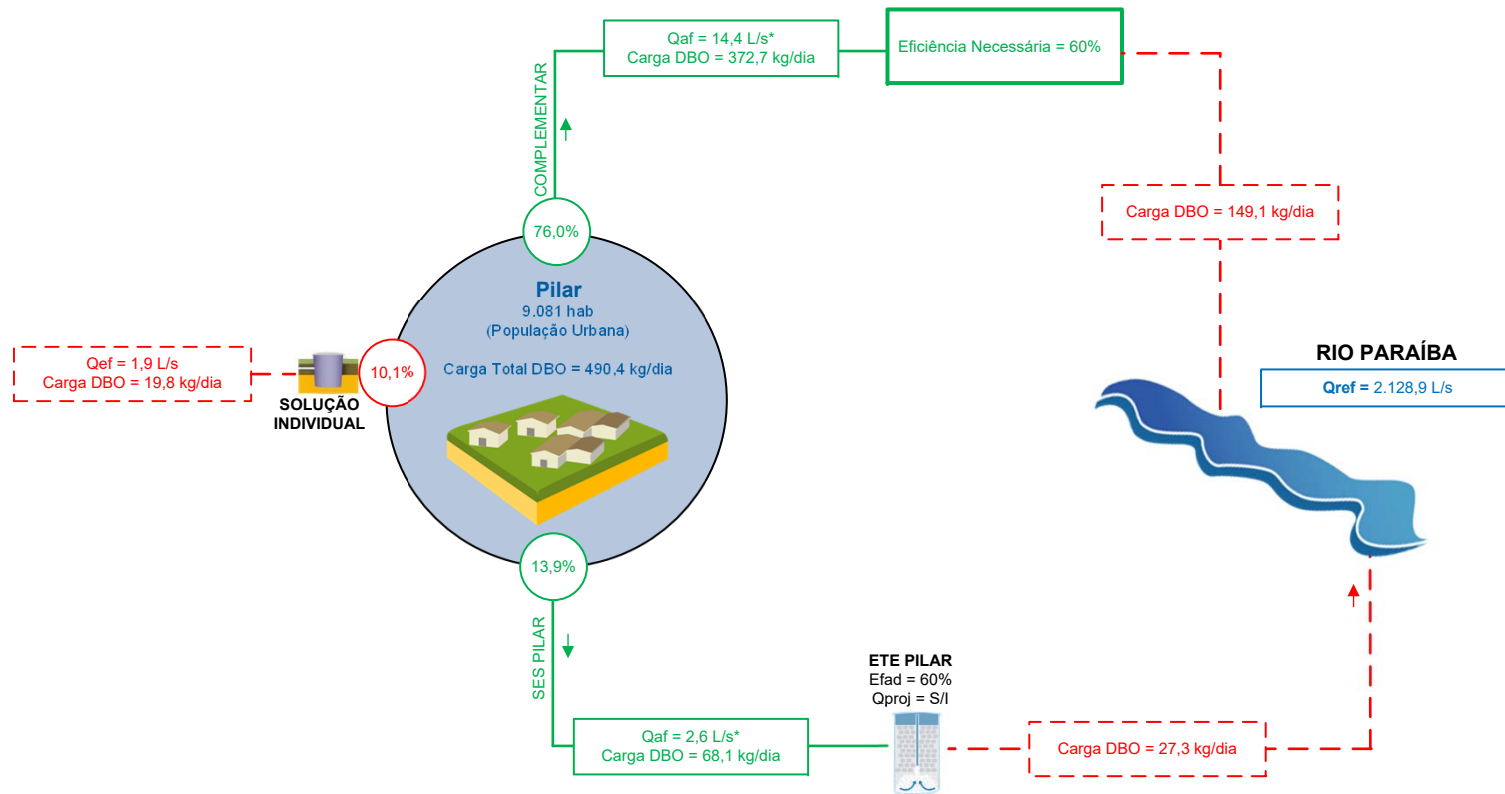 Qaf = 14,4 L/s*
Carga DBO = 372,7 kg/dia
Eficiência Necessária = 60%
COMPLEMENTAR
Carga DBO = 149,1 kg/dia
76,0%
Pilar
9.081 hab
(População Urbana)
Carga Total DBO = 490,4 kg/dia
Qef = 1,9 L/s
Carga DBO = 19,8 kg/dia
10,1%
SOLUÇÃO
INDIVIDUAL
RIO PARAÍBA
Qref = 2.128,9 L/s
13,9%
SES PILAR
ETE PILAR
Efad = 60%
Qproj = S/I
Qaf = 2,6 L/s*
Carga DBO = 68,1 kg/dia
Carga DBO = 27,3 kg/dia